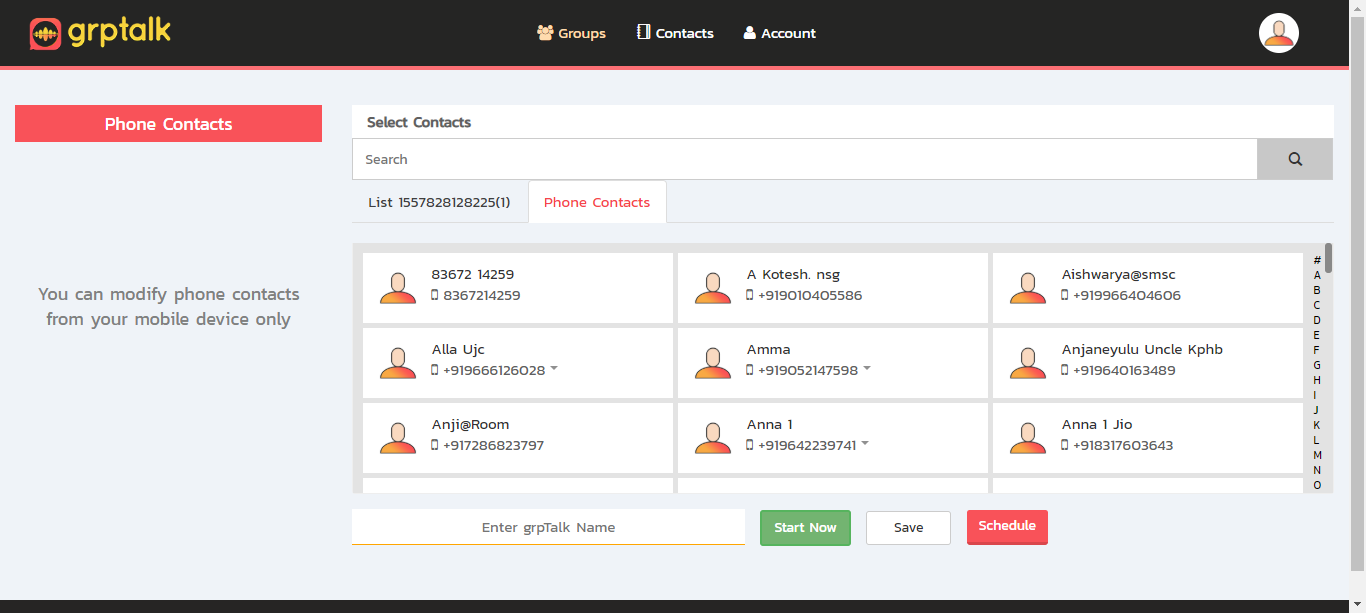 grptalk
Groups
Contacts
Account
Phone Contacts
You can modify phone contacts
from your mobile device only
Select Contacts
Search
List 1557828128225(1)
Phone Contacts
83672 14259
8367214259
A Kotesh. nsg
+919010405586
Aishwarya@smsc
+919966404606
Alla Ujc
+919666126028
Amma
+919052147598
Anjaneyulu Uncle Kphb
+919640163489
Anji@Room
+917286823797
Anna 1
+919642239741
Anna 1 Jio
+918317603643
#
A
B
C
D
E
F
G
H
I
J
K
L
M
N
O
Enter grpTalk Name
Start Now
Save
Schedule